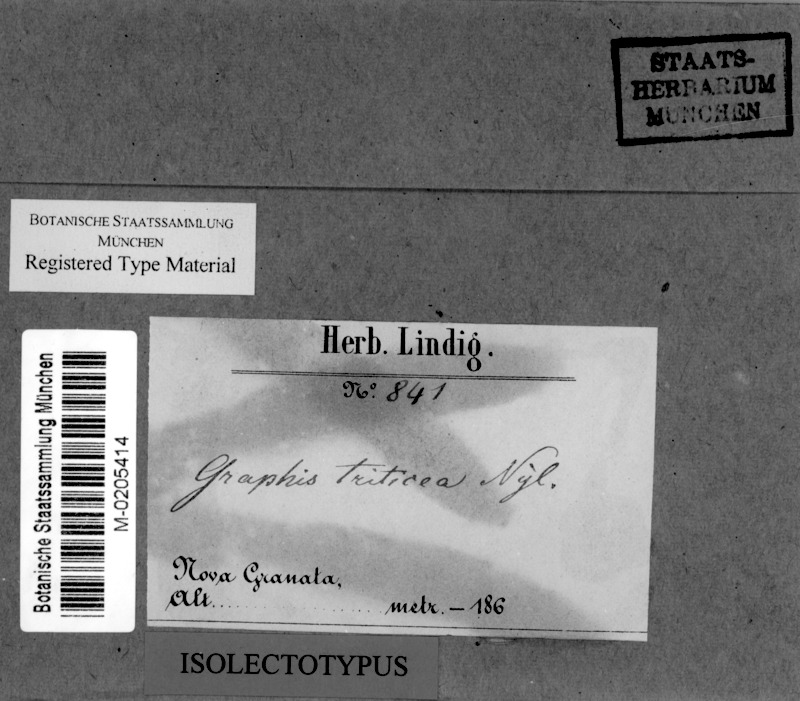 STAATS-
HERBARIUM
MÜNCHEN
BOTANISCHE STAATSSAMMLUNG
MÜNCHEN
Registered Type Material
Botanische Staatssammlung München
M-0205414
Herb. Lindig.
No. 841
Graphis triticea Nyl.
Nova Granata,
Alt. .................... metr. – 186
ISOLECTOTYPUS